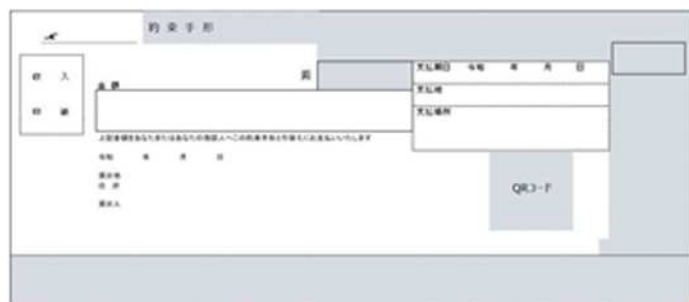 約束手形
収入
印紙
金額
殿
支払期日 令和 年 月 日
支払地
支払場所
上記金額をあなたまたはあなたの指図人へこの約束手形と引替えにお支払いいたします
令和 年 月 日
振出地
住所
振出人
QRコード